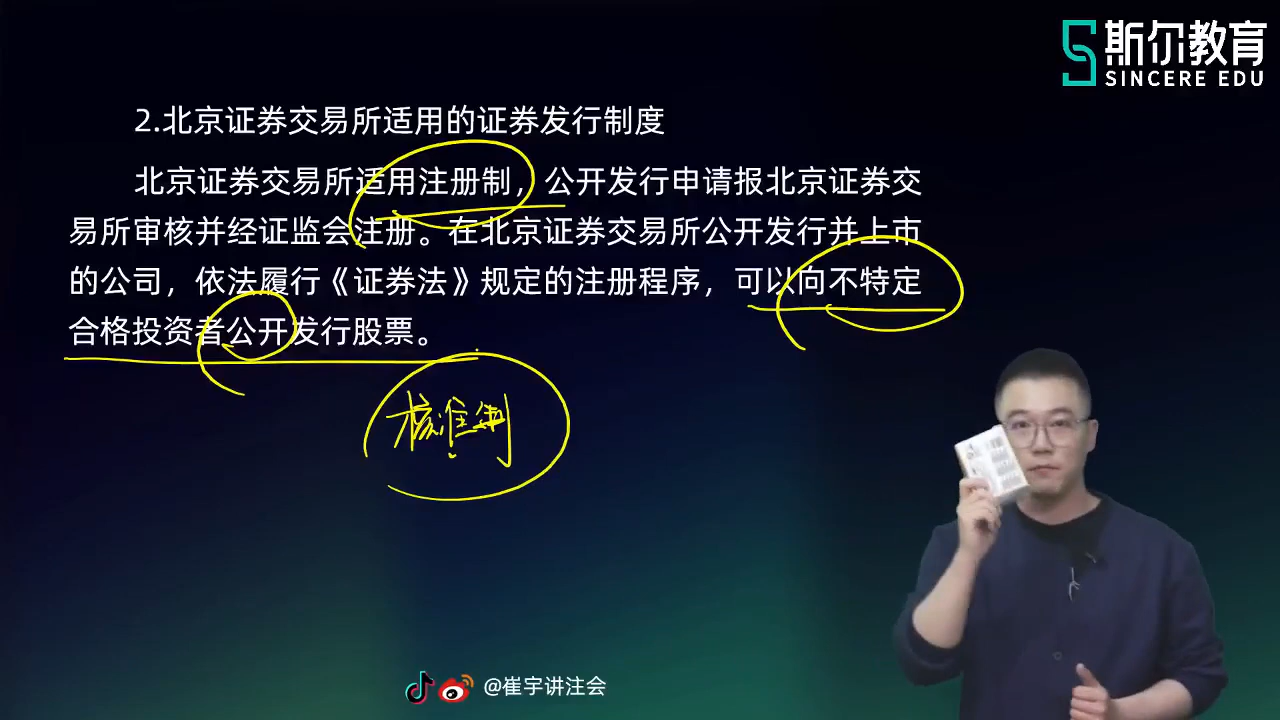 斯尔教育
SINCERE EDU
2.北京证券交易所适用的证券发行制度
北京证券交易所适用注册制，公开发行申请报北京证券交
易所审核并经证监会注册。在北京证券交易所公开发行并上市
的公司，依法履行《证券法》规定的注册程序，可以向不特定
合格投资者公开发行股票。
核准制
@崔宇讲注会